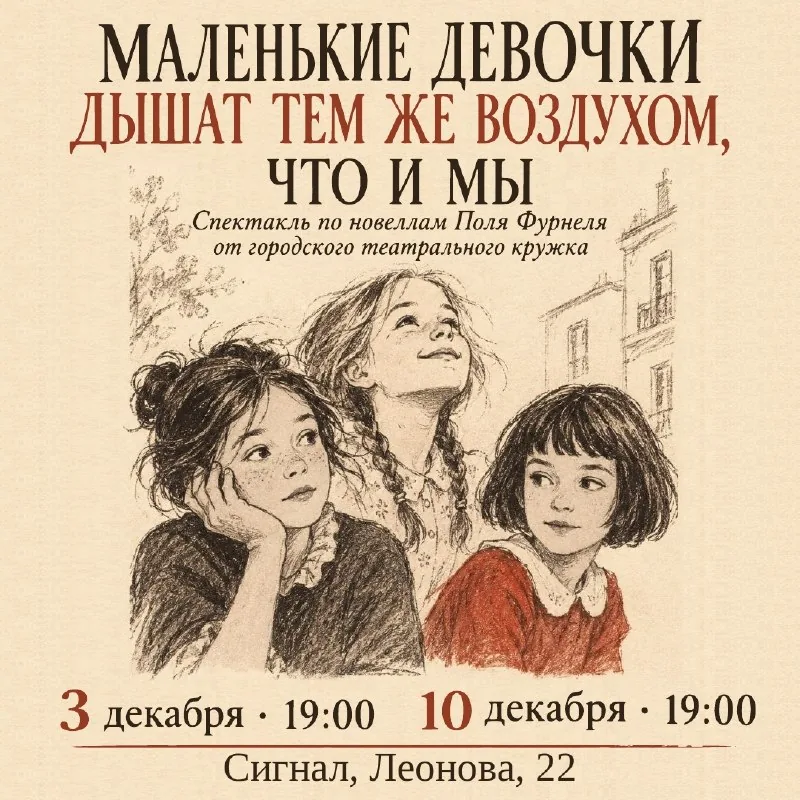 МАЛЕНЬКИЕ ДЕВОЧКИ
ДЫШАТ ТЕМ ЖЕ ВОЗДУХОМ,
ЧТО И МЫ
Спектакль по новеллам Поля Фурнеля
от городского театрального кружка
3 декабря · 19:00 10 декабря · 19:00
Сигнал, Леонова, 22